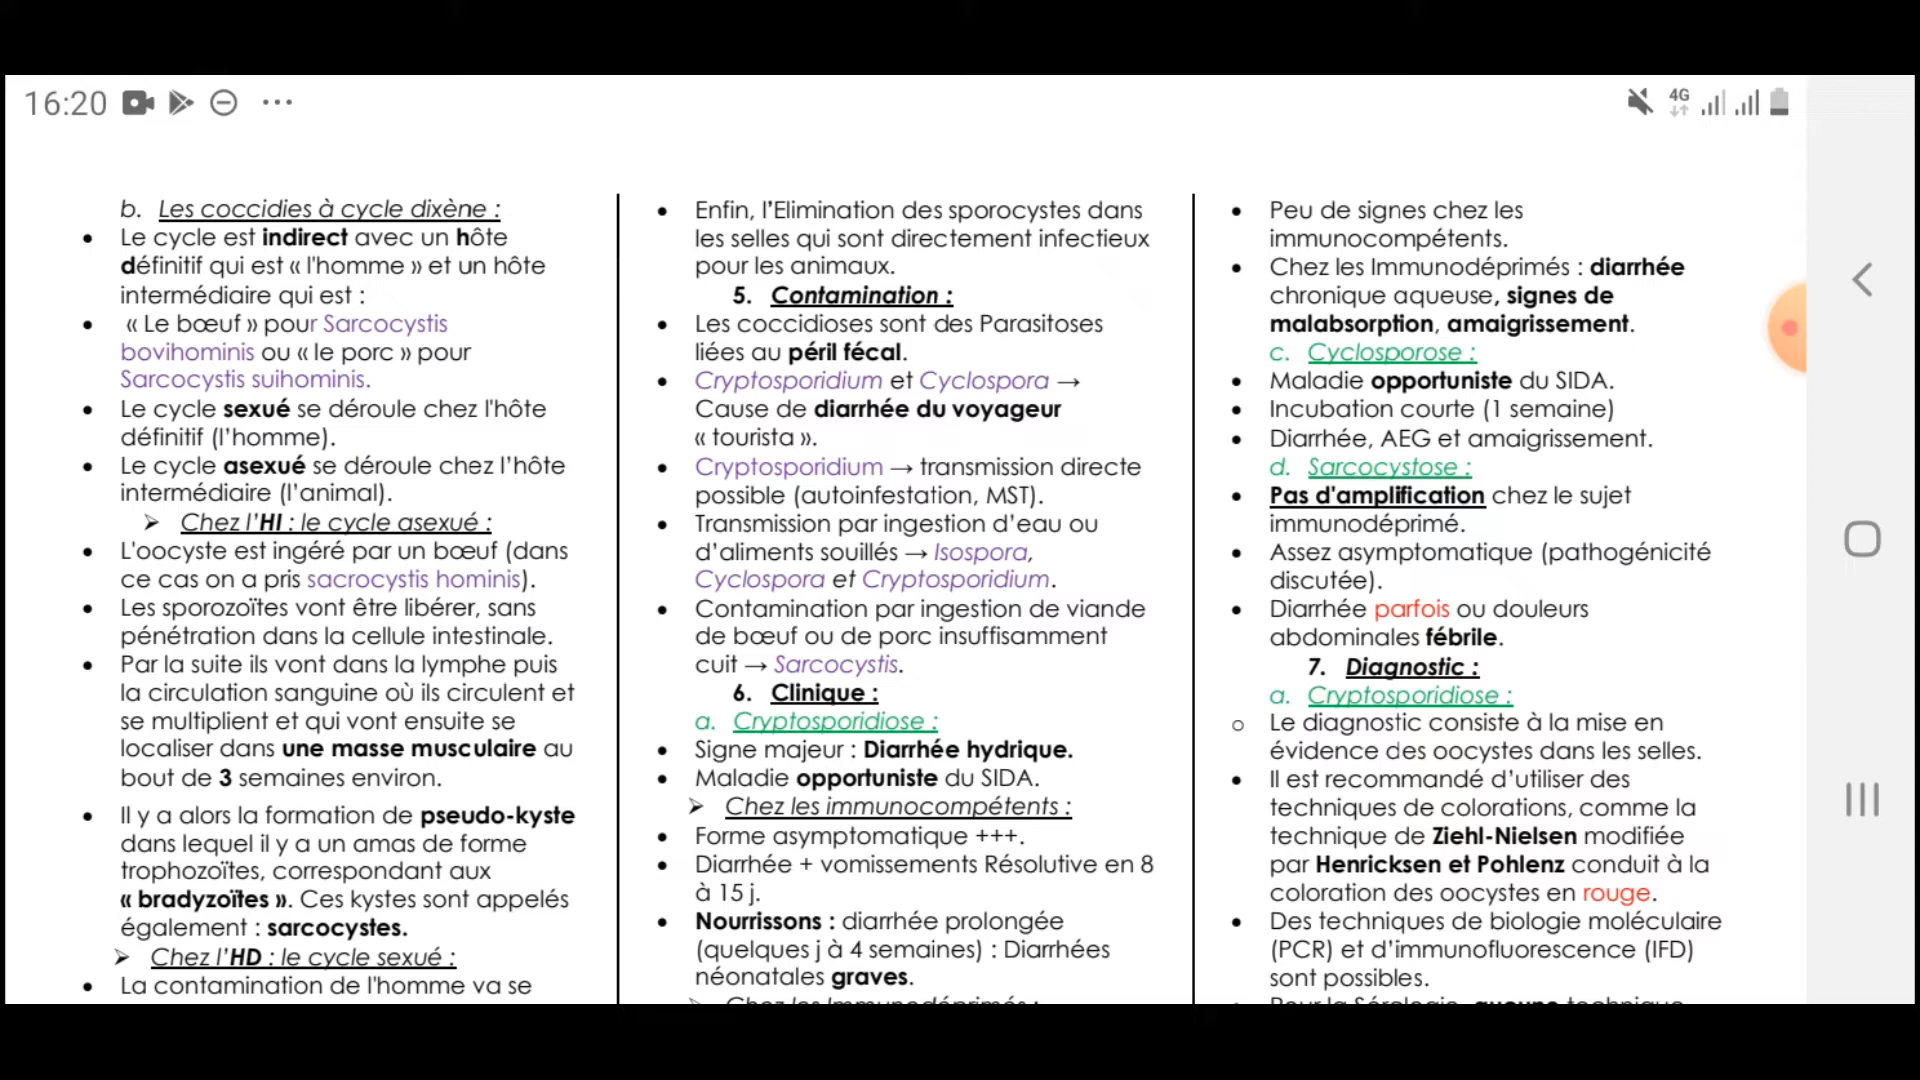 16:20
4G
b. Les coccidies à cycle dixène :
• Le cycle est indirect avec un hôte
définitif qui est « l'homme » et un hôte
intermédiaire qui est :
• « Le bœuf » pour Sarcocystis
bovihominis ou « le porc » pour
Sarcocystis suihominis.
• Le cycle sexué se déroule chez l'hôte
définitif (l'homme).
• Le cycle asexué se déroule chez l'hôte
intermédiaire (l'animal).
➢ Chez l'HI : le cycle asexué :
• L'oocyste est ingéré par un bœuf (dans
ce cas on a pris sacrocystis hominis).
• Les sporozoïtes vont être libérer, sans
pénétration dans la cellule intestinale.
• Par la suite ils vont dans la lymphe puis
la circulation sanguine où ils circulent et
se multiplient et qui vont ensuite se
localiser dans une masse musculaire au
bout de 3 semaines environ.
• Il y a alors la formation de pseudo-kyste
dans lequel il y a un amas de forme
trophozoïtes, correspondant aux
« bradyzoïtes ». Ces kystes sont appelés
également : sarcocystes.
➢ Chez l'HD : le cycle sexué :
• La contamination de l'homme va se
• Enfin, l'Elimination des sporocystes dans
les selles qui sont directement infectieux
pour les animaux.
5. Contamination :
• Les coccidioses sont des Parasitoses
liées au péril fécal.
• Cryptosporidium et Cyclospora →
Cause de diarrhée du voyageur
« tourista ».
• Cryptosporidium → transmission directe
possible (autoinfestation, MST).
• Transmission par ingestion d'eau ou
d'aliments souillés → Isospora,
Cyclospora et Cryptosporidium.
• Contamination par ingestion de viande
de bœuf ou de porc insuffisamment
cuit → Sarcocystis.
6. Clinique :
a. Cryptosporidiose :
• Signe majeur : Diarrhée hydrique.
• Maladie opportuniste du SIDA.
➢ Chez les immunocompétents :
• Forme asymptomatique +++.
• Diarrhée + vomissements Résolutive en 8
à 15 j.
• Nourrissons : diarrhée prolongée
(quelques j à 4 semaines) : Diarrhées
néonatales graves.
➢ Chez les Immunodéprimés :
• Peu de signes chez les
immunocompétents.
• Chez les Immunodéprimés : diarrhée
chronique aqueuse, signes de
malabsorption, amaigrissement.
c. Cyclosporose :
• Maladie opportuniste du SIDA.
• Incubation courte (1 semaine)
• Diarrhée, AEG et amaigrissement.
d. Sarcocystose :
• Pas d'amplification chez le sujet
immunodéprimé.
• Assez asymptomatique (pathogénicité
discutée).
• Diarrhée parfois ou douleurs
abdominales fébrile.
7. Diagnostic :
a. Cryptosporidiose :
o Le diagnostic consiste à la mise en
évidence des oocystes dans les selles.
• Il est recommandé d'utiliser des
techniques de colorations, comme la
technique de Ziehl-Nielsen modifiée
par Henricksen et Pohlenz conduit à la
coloration des oocystes en rouge.
• Des techniques de biologie moléculaire
(PCR) et d'immunofluorescence (IFD)
sont possibles.
• Pour la Sérologie, aucune technique